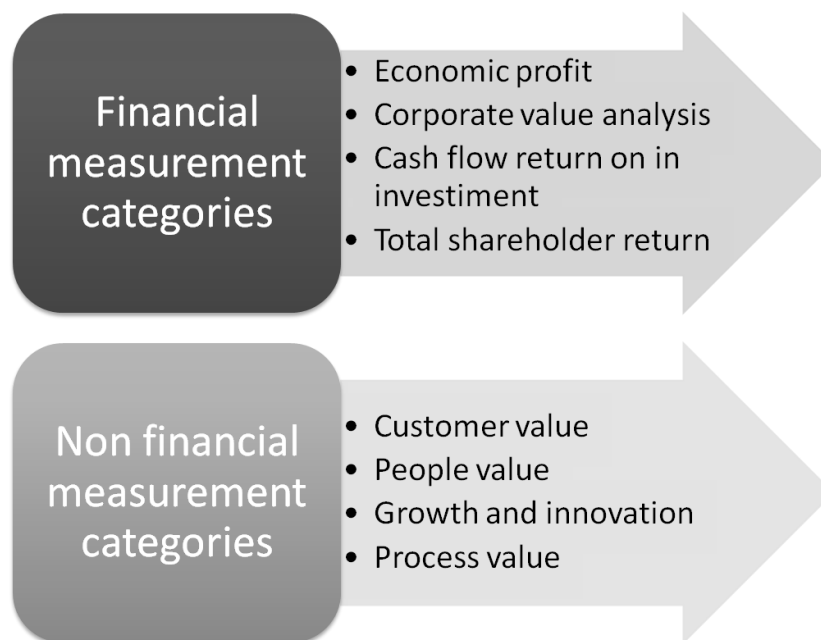 Financial
measurement
categories
• Economic profit
• Corporate value analysis
• Cash flow return on in
investiment
• Total shareholder return
Non financial
measurement
categories
• Customer value
• People value
• Growth and innovation
• Process value